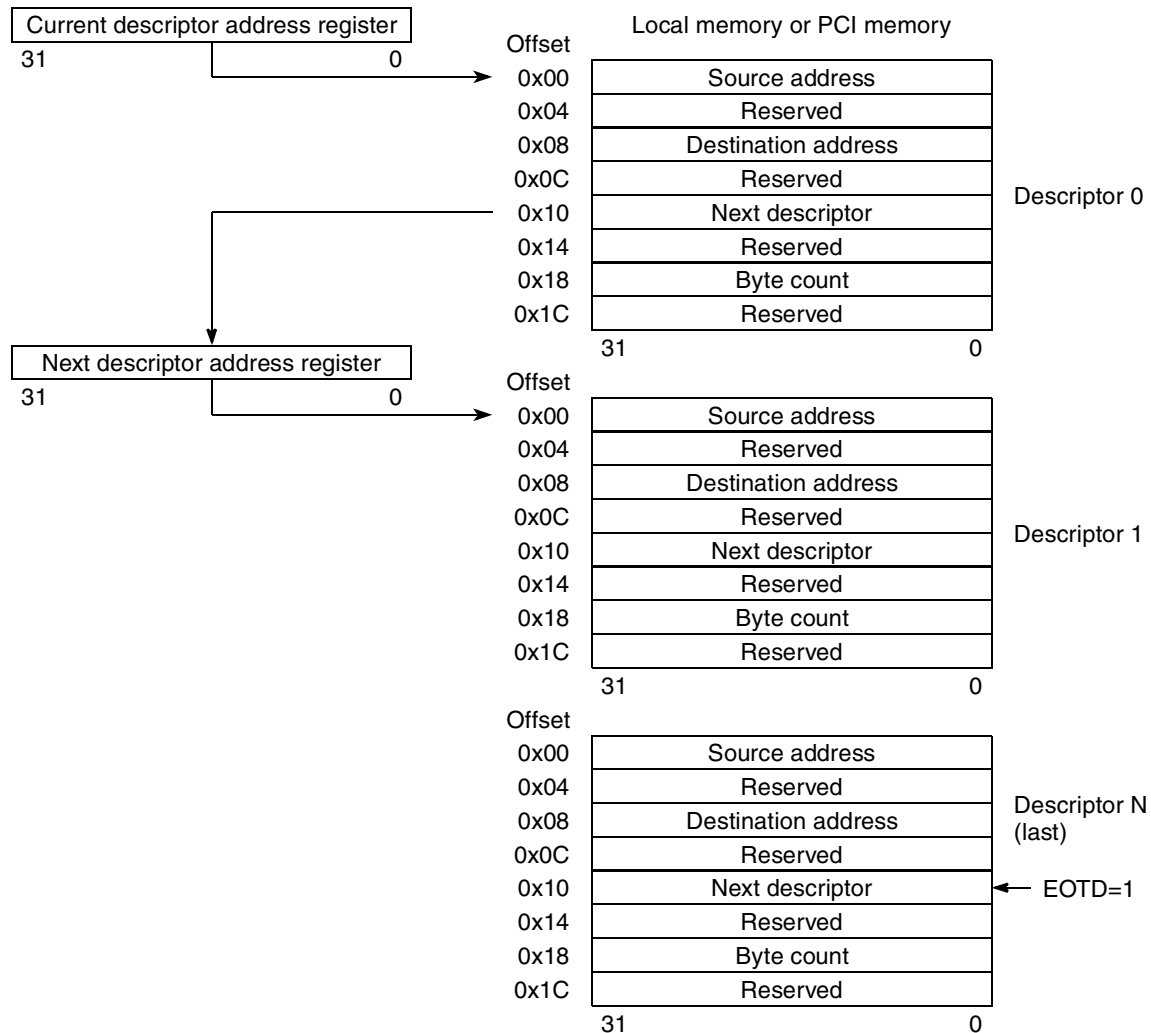 Current descriptor address register
31 0
Local memory or PCI memory
Offset
0x00 Source address
0x04 Reserved
0x08 Destination address
0x0C Reserved
0x10 Next descriptor
0x14 Reserved
0x18 Byte count
0x1C Reserved
31 0
Descriptor 0
Next descriptor address register
31 0
Offset
0x00 Source address
0x04 Reserved
0x08 Destination address
0x0C Reserved
0x10 Next descriptor
0x14 Reserved
0x18 Byte count
0x1C Reserved
31 0
Descriptor 1
Offset
0x00 Source address
0x04 Reserved
0x08 Destination address
0x0C Reserved
0x10 Next descriptor
0x14 Reserved
0x18 Byte count
0x1C Reserved
31 0
Descriptor N
(last)
EOTD=1